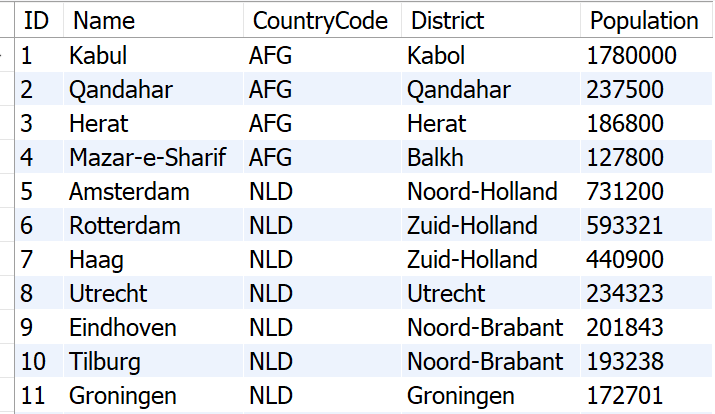 ID Name CountryCode District Population
1 Kabul AFG Kabol 1780000
2 Qandahar AFG Qandahar 237500
3 Herat AFG Herat 186800
4 Mazar-e-Sharif AFG Balkh 127800
5 Amsterdam NLD Noord-Holland 731200
6 Rotterdam NLD Zuid-Holland 593321
7 Haag NLD Zuid-Holland 440900
8 Utrecht NLD Utrecht 234323
9 Eindhoven NLD Noord-Brabant 201843
10 Tilburg NLD Noord-Brabant 193238
11 Groningen NLD Groningen 172701